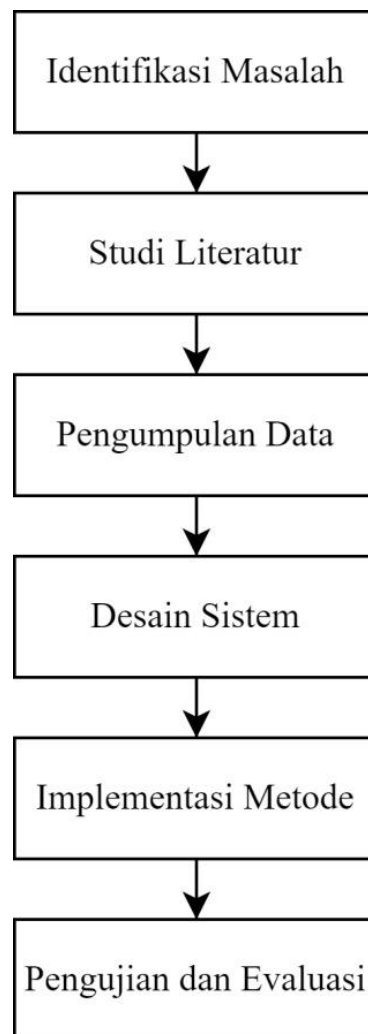 Identifikasi Masalah
Studi Literatur
Pengumpulan Data
Desain Sistem
Implementasi Metode
Pengujian dan Evaluasi